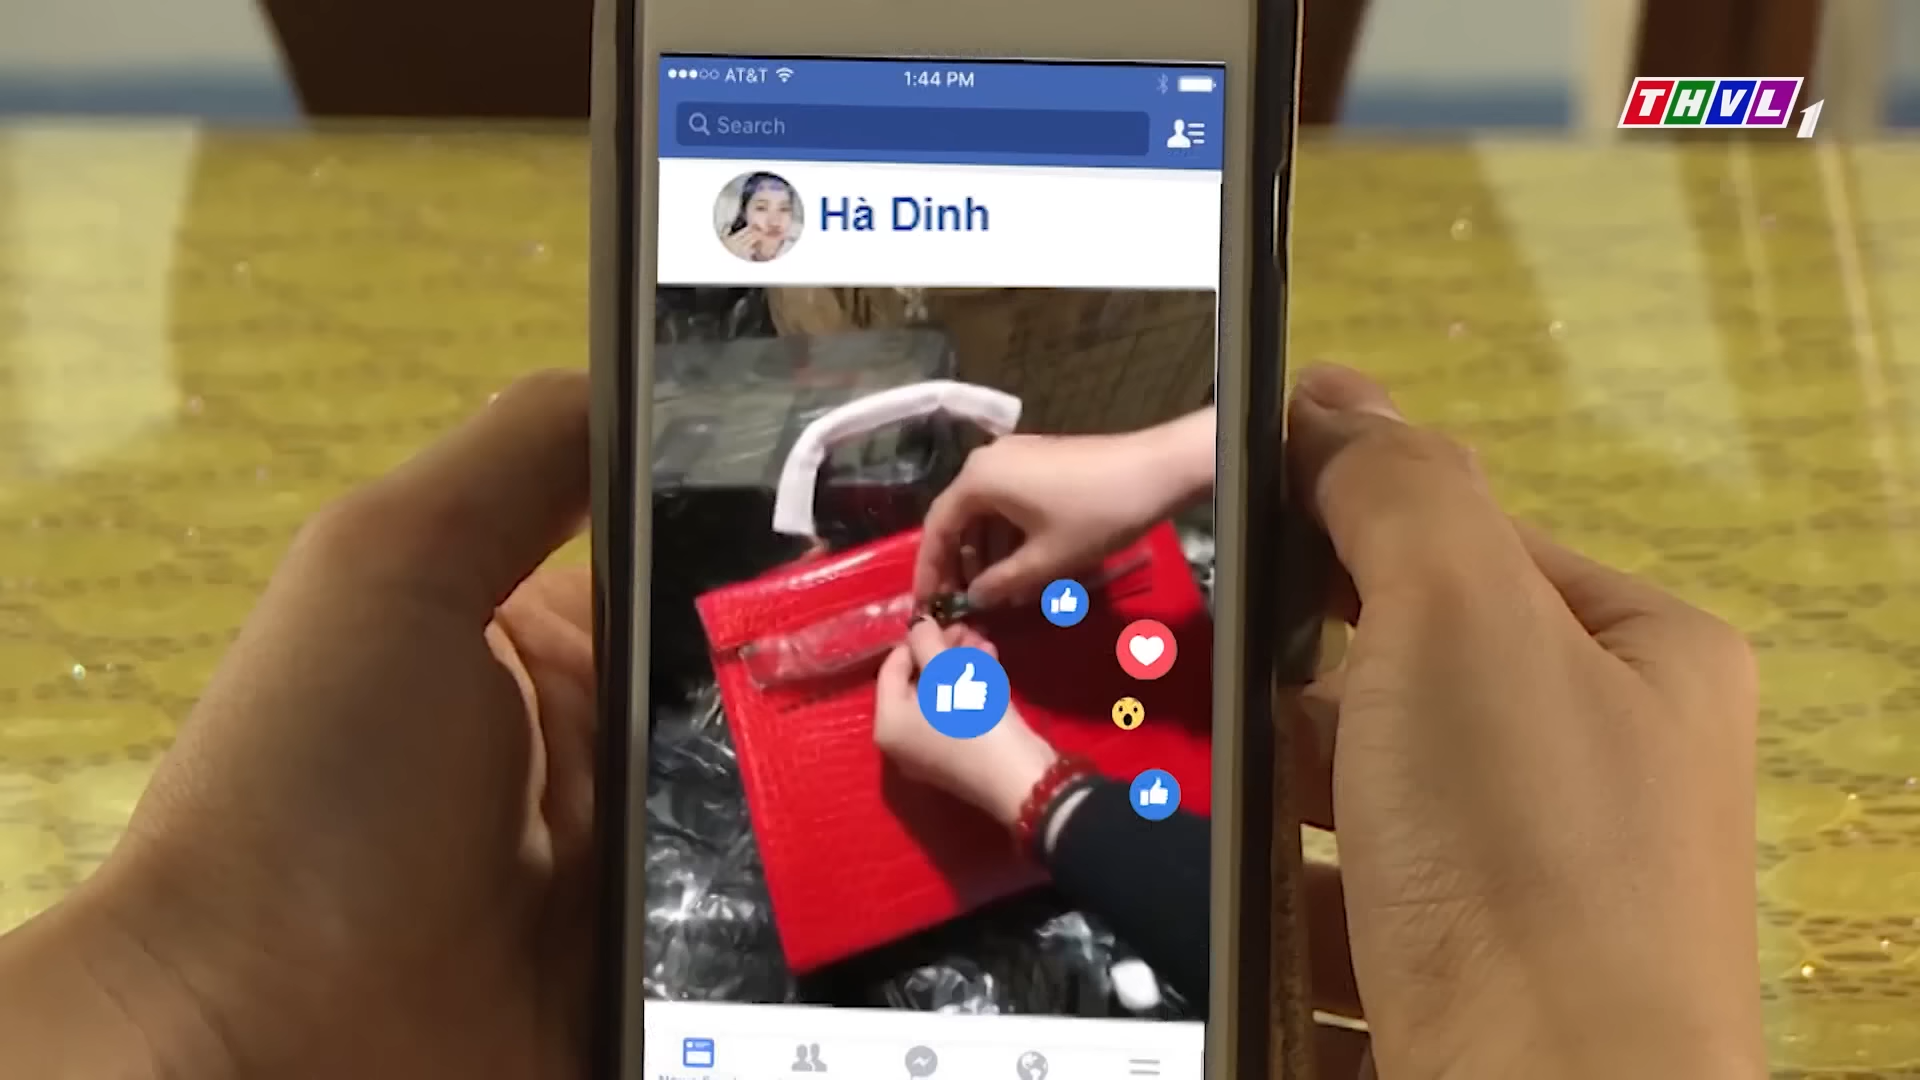 AT&T
1:44 PM
THVL1
Search
Hà Dinh